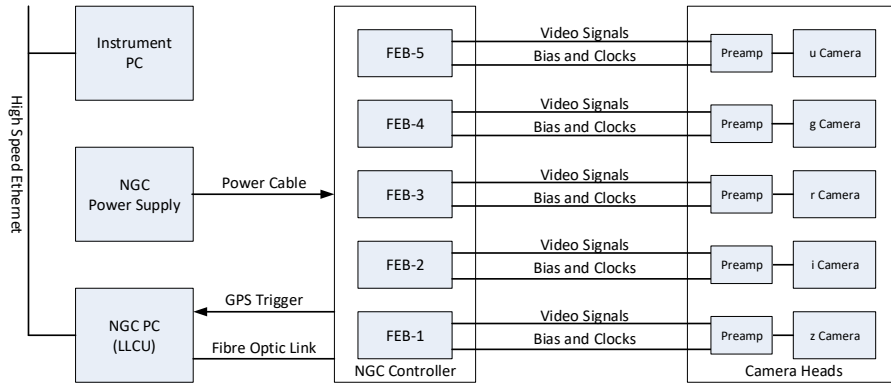 High Speed Ethernet
Instrument
PC
NGC
Power Supply
NGC PC
(LLCU)
Power Cable
GPS Trigger
Fibre Optic Link
FEB-5
FEB-4
FEB-3
FEB-2
FEB-1
NGC Controller
Video Signals
Bias and Clocks
Video Signals
Bias and Clocks
Video Signals
Bias and Clocks
Video Signals
Bias and Clocks
Video Signals
Bias and Clocks
Preamp
u Camera
Preamp
g Camera
Preamp
r Camera
Preamp
i Camera
Preamp
z Camera
Camera Heads